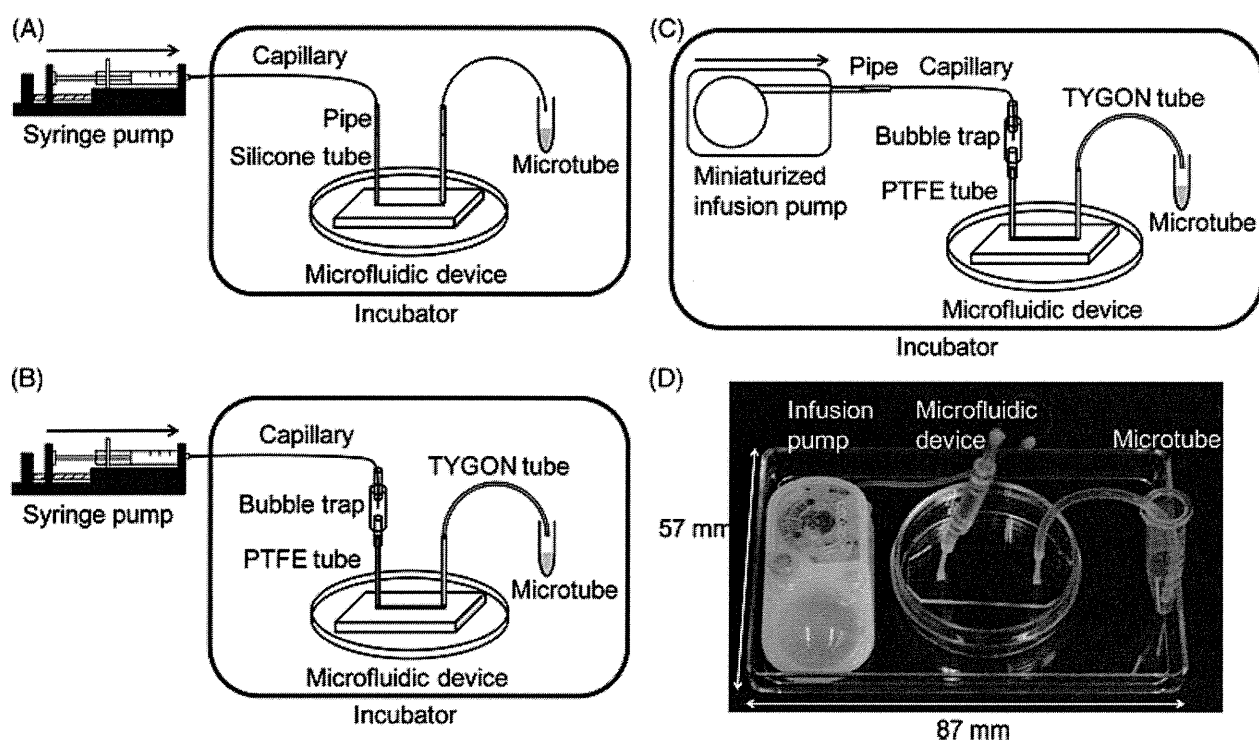 (A)
Capillary
Syringe pump
Pipe
Silicone tube
Microtube
Microfluidic device
Incubator
(B)
Capillary
TYGON tube
Syringe pump
Bubble trap
PTFE tube
Microtube
Microfluidic device
Incubator
(C)
Pipe
Capillary
TYGON tube
Bubble trap
Miniaturized
infusion pump
PTFE tube
Microtube
Microfluidic device
Incubator
(D)
Infusion
pump
Microfluidic
device
Microtube
57 mm
87 mm